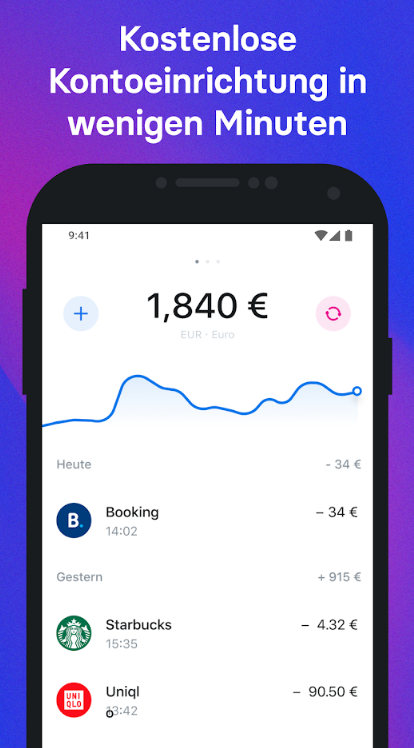 Kostenlose
Kontoeinrichtung in
wenigen Minuten
9:41
1,840 €
EUR · Euro
Heute - 34 €
Booking – 34 €
B.
14:02
Gestern + 915 €
Starbucks – 4.32 €
15:35
Uniql – 90.50 €
UNI
QLO
o
13:42